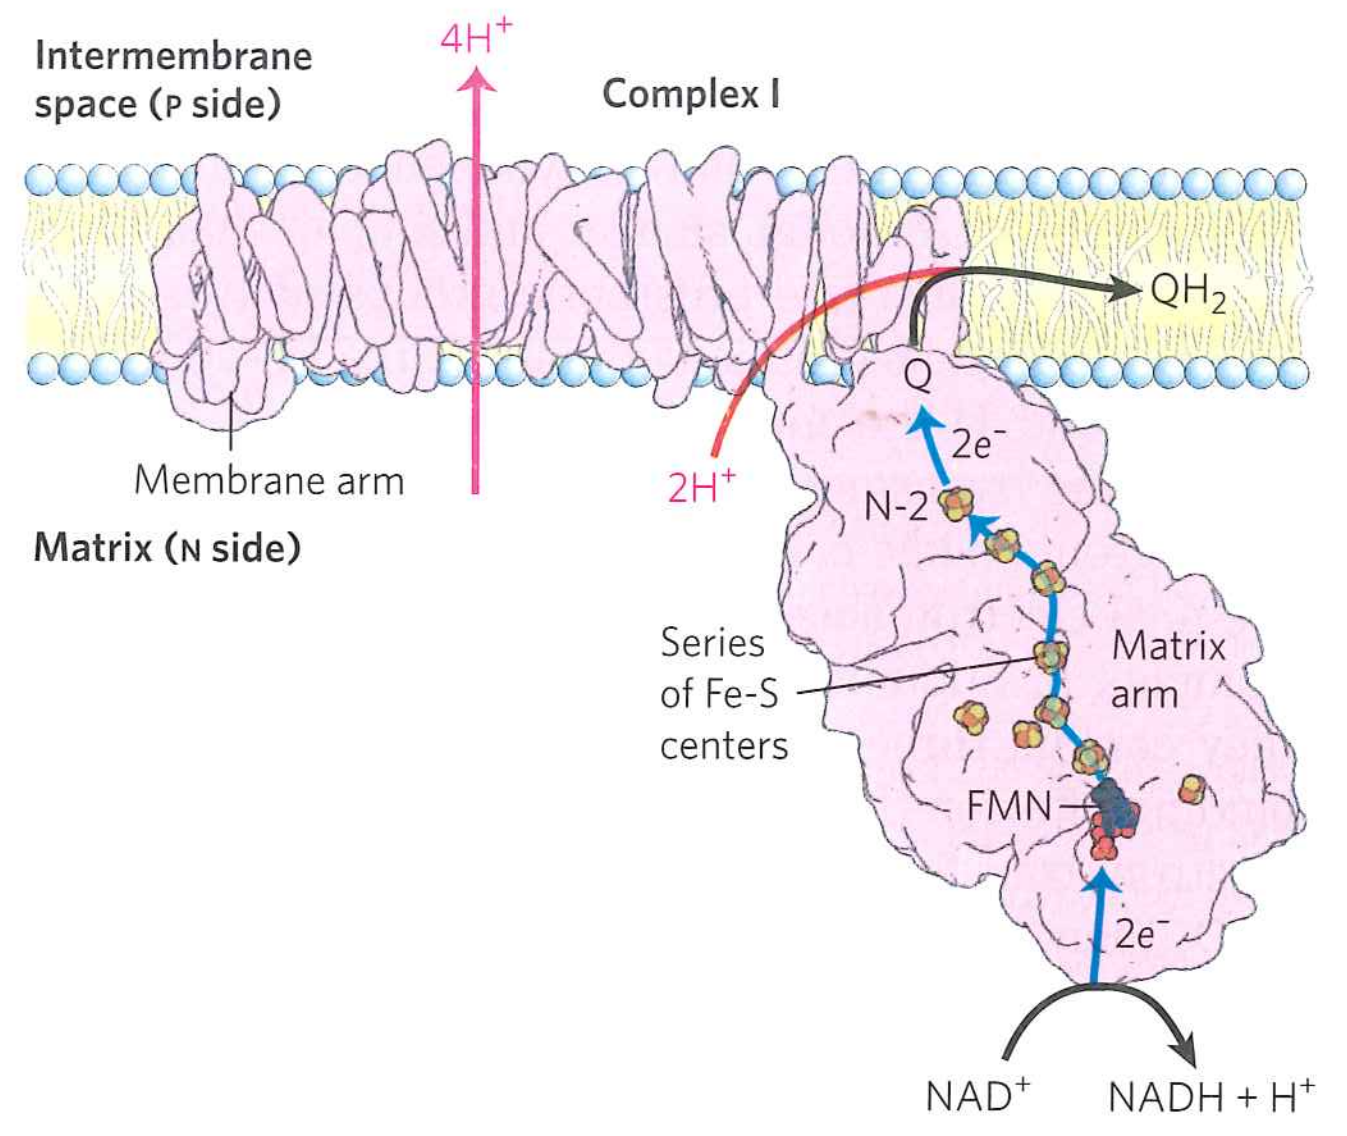 4H⁺
Intermembrane
space (P side)
Complex I
QH₂
Q
2e⁻
Membrane arm
2H⁺
N-2
Matrix (N side)
Series
of Fe-S
centers
Matrix
arm
FMN
2e⁻
NAD⁺
NADH + H⁺